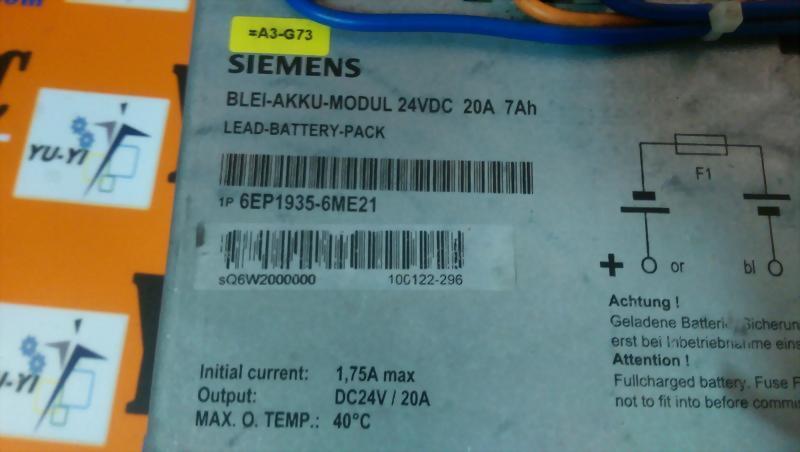 =A3-G73
SIEMENS
BLEI-AKKU-MODUL 24VDC 20A 7Ah
LEAD-BATTERY-PACK
1P 6EP1935-6ME21
sQ6W2000000 100122-296
Initial current: 1,75A max
Output: DC24V / 20A
MAX. O. TEMP.: 40°C
F1
+ or bl
Achtung !
Geladene Batterie
erst bei Inbetriebnahme
Attention !
Fullcharged battery. Fuse
not to fit into before
YU-YI
U-YI